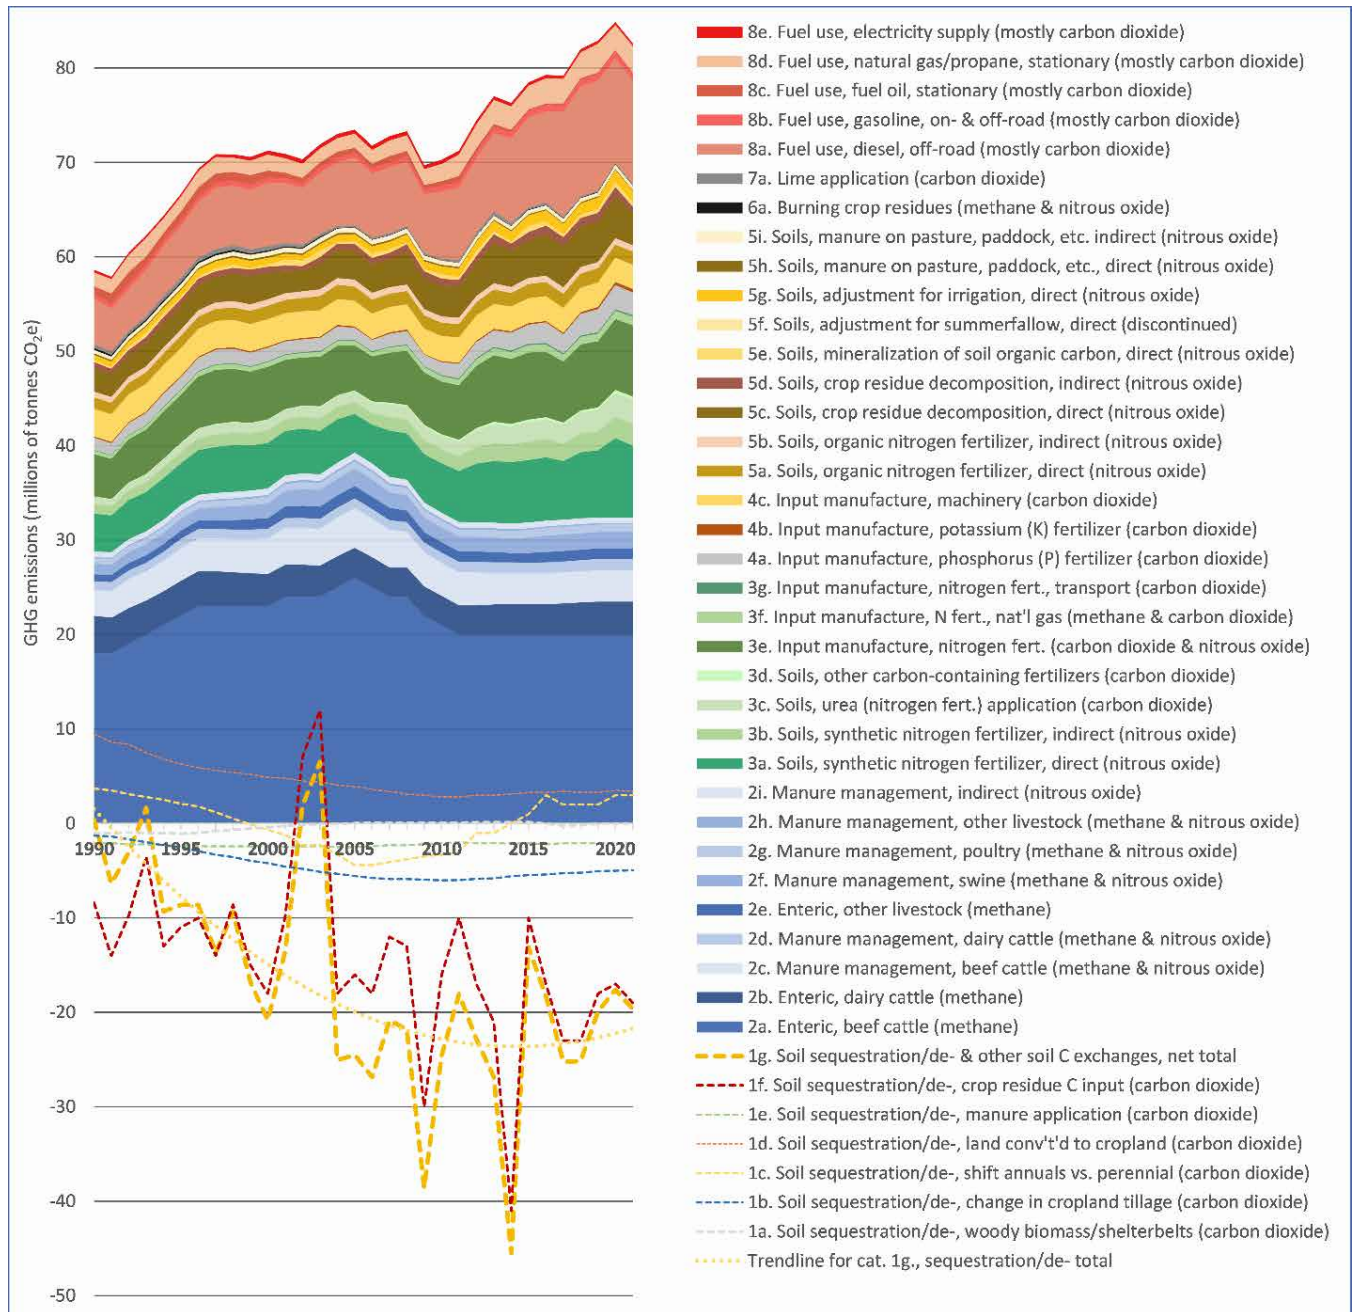 GHG emissions (millions of tonnes CO₂e)
80
70
60
50
40
30
20
10
0
-10
-20
-30
-40
-50
1990
1995
2000
2005
2010
2015
2020
8e. Fuel use, electricity supply (mostly carbon dioxide)
8d. Fuel use, natural gas/propane, stationary (mostly carbon dioxide)
8c. Fuel use, fuel oil, stationary (mostly carbon dioxide)
8b. Fuel use, gasoline, on- & off-road (mostly carbon dioxide)
8a. Fuel use, diesel, off-road (mostly carbon dioxide)
7a. Lime application (carbon dioxide)
6a. Burning crop residues (methane & nitrous oxide)
5i. Soils, manure on pasture, paddock, etc. indirect (nitrous oxide)
5h. Soils, manure on pasture, paddock, etc., direct (nitrous oxide)
5g. Soils, adjustment for irrigation, direct (nitrous oxide)
5f. Soils, adjustment for summerfallow, direct (discontinued)
5e. Soils, mineralization of soil organic carbon, direct (nitrous oxide)
5d. Soils, crop residue decomposition, indirect (nitrous oxide)
5c. Soils, crop residue decomposition, direct (nitrous oxide)
5b. Soils, organic nitrogen fertilizer, indirect (nitrous oxide)
5a. Soils, organic nitrogen fertilizer, direct (nitrous oxide)
4c. Input manufacture, machinery (carbon dioxide)
4b. Input manufacture, potassium (K) fertilizer (carbon dioxide)
4a. Input manufacture, phosphorus (P) fertilizer (carbon dioxide)
3g. Input manufacture, nitrogen fert., transport (carbon dioxide)
3f. Input manufacture, N fert., nat'l gas (methane & carbon dioxide)
3e. Input manufacture, nitrogen fert. (carbon dioxide & nitrous oxide)
3d. Soils, other carbon-containing fertilizers (carbon dioxide)
3c. Soils, urea (nitrogen fert.) application (carbon dioxide)
3b. Soils, synthetic nitrogen fertilizer, indirect (nitrous oxide)
3a. Soils, synthetic nitrogen fertilizer, direct (nitrous oxide)
2i. Manure management, indirect (nitrous oxide)
2h. Manure management, other livestock (methane & nitrous oxide)
2g. Manure management, poultry (methane & nitrous oxide)
2f. Manure management, swine (methane & nitrous oxide)
2e. Enteric, other livestock (methane)
2d. Manure management, dairy cattle (methane & nitrous oxide)
2c. Manure management, beef cattle (methane & nitrous oxide)
2b. Enteric, dairy cattle (methane)
2a. Enteric, beef cattle (methane)
1g. Soil sequestration/de- & other soil C exchanges, net total
1f. Soil sequestration/de-, crop residue C input (carbon dioxide)
1e. Soil sequestration/de-, manure application (carbon dioxide)
1d. Soil sequestration/de-, land conv't'd to cropland (carbon dioxide)
1c. Soil sequestration/de-, shift annuals vs. perennial (carbon dioxide)
1b. Soil sequestration/de-, change in cropland tillage (carbon dioxide)
1a. Soil sequestration/de-, woody biomass/shelterbelts (carbon dioxide)
Trendline for cat. 1g., sequestration/de- total